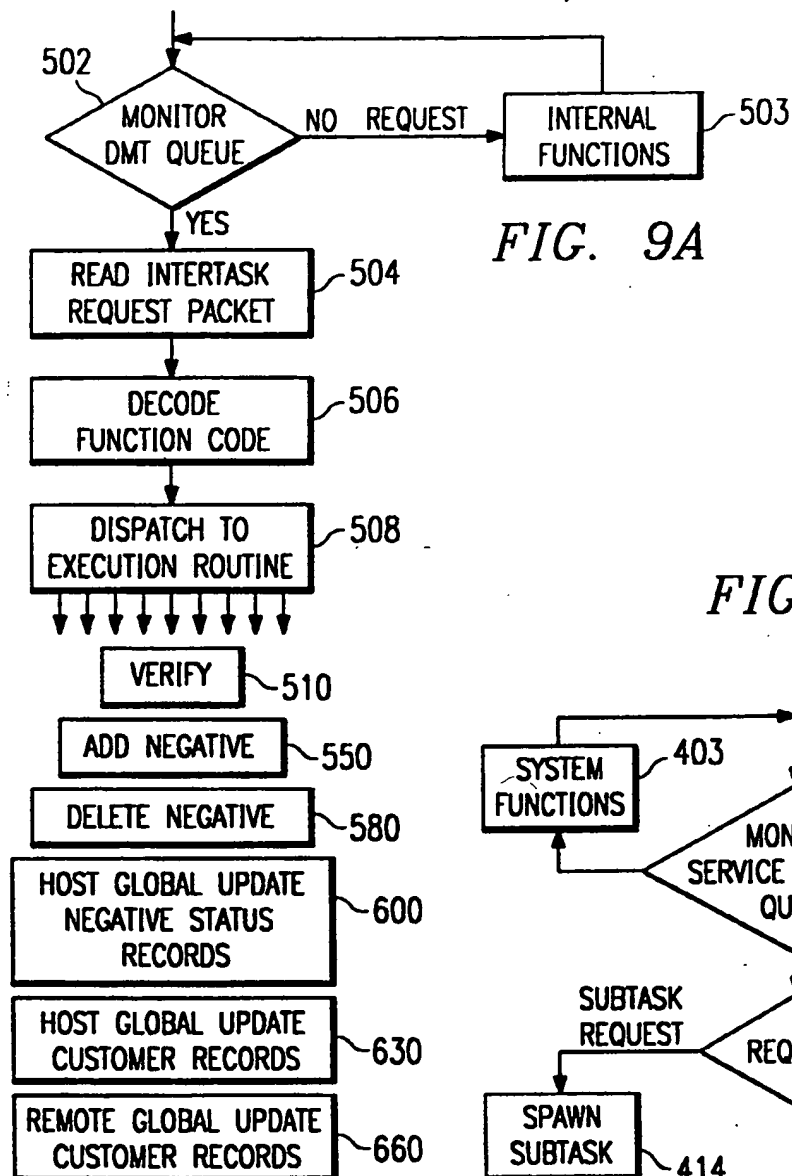 502
MONITOR
DMT QUEUE
NO REQUEST
INTERNAL
FUNCTIONS
503
YES
FIG. 9A
READ INTERTASK
REQUEST PACKET
504
DECODE
FUNCTION CODE
506
DISPATCH TO
EXECUTION ROUTINE
508
VERIFY
510
ADD NEGATIVE
550
DELETE NEGATIVE
580
HOST GLOBAL UPDATE
NEGATIVE STATUS
RECORDS
600
HOST GLOBAL UPDATE
CUSTOMER RECORDS
630
REMOTE GLOBAL UPDATE
CUSTOMER RECORDS
660
FIG
SYSTEM
FUNCTIONS
403
MON
SERVICE
QU
SUBTASK
REQUEST
REQ
SPAWN
SUBTASK
414